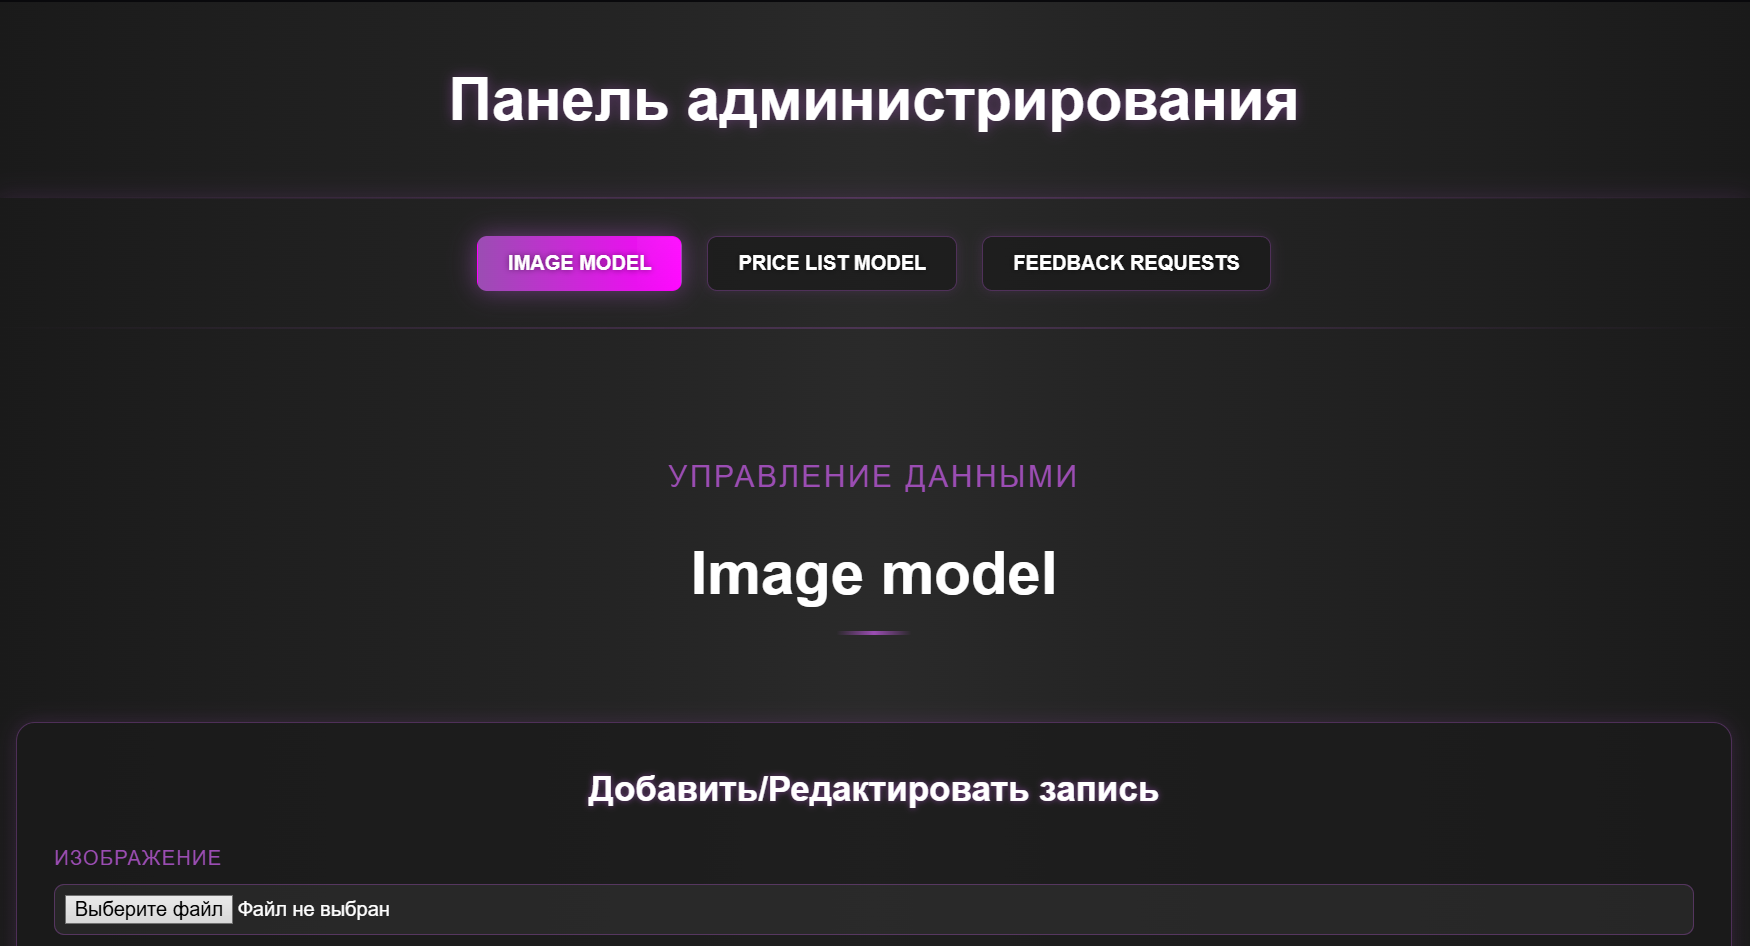 Панель администрирования
IMAGE MODEL
PRICE LIST MODEL
FEEDBACK REQUESTS
УПРАВЛЕНИЕ ДАННЫМИ
Image model
Добавить/Редактировать запись
ИЗОБРАЖЕНИЕ
Выберите файл Файл не выбран